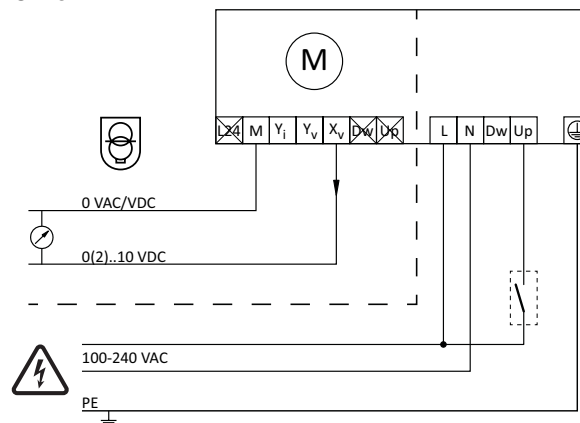 M
L24 M Yi Yv Xv Dw Up L N Dw Up
0 VAC/VDC
0(2)..10 VDC
100-240 VAC
PE